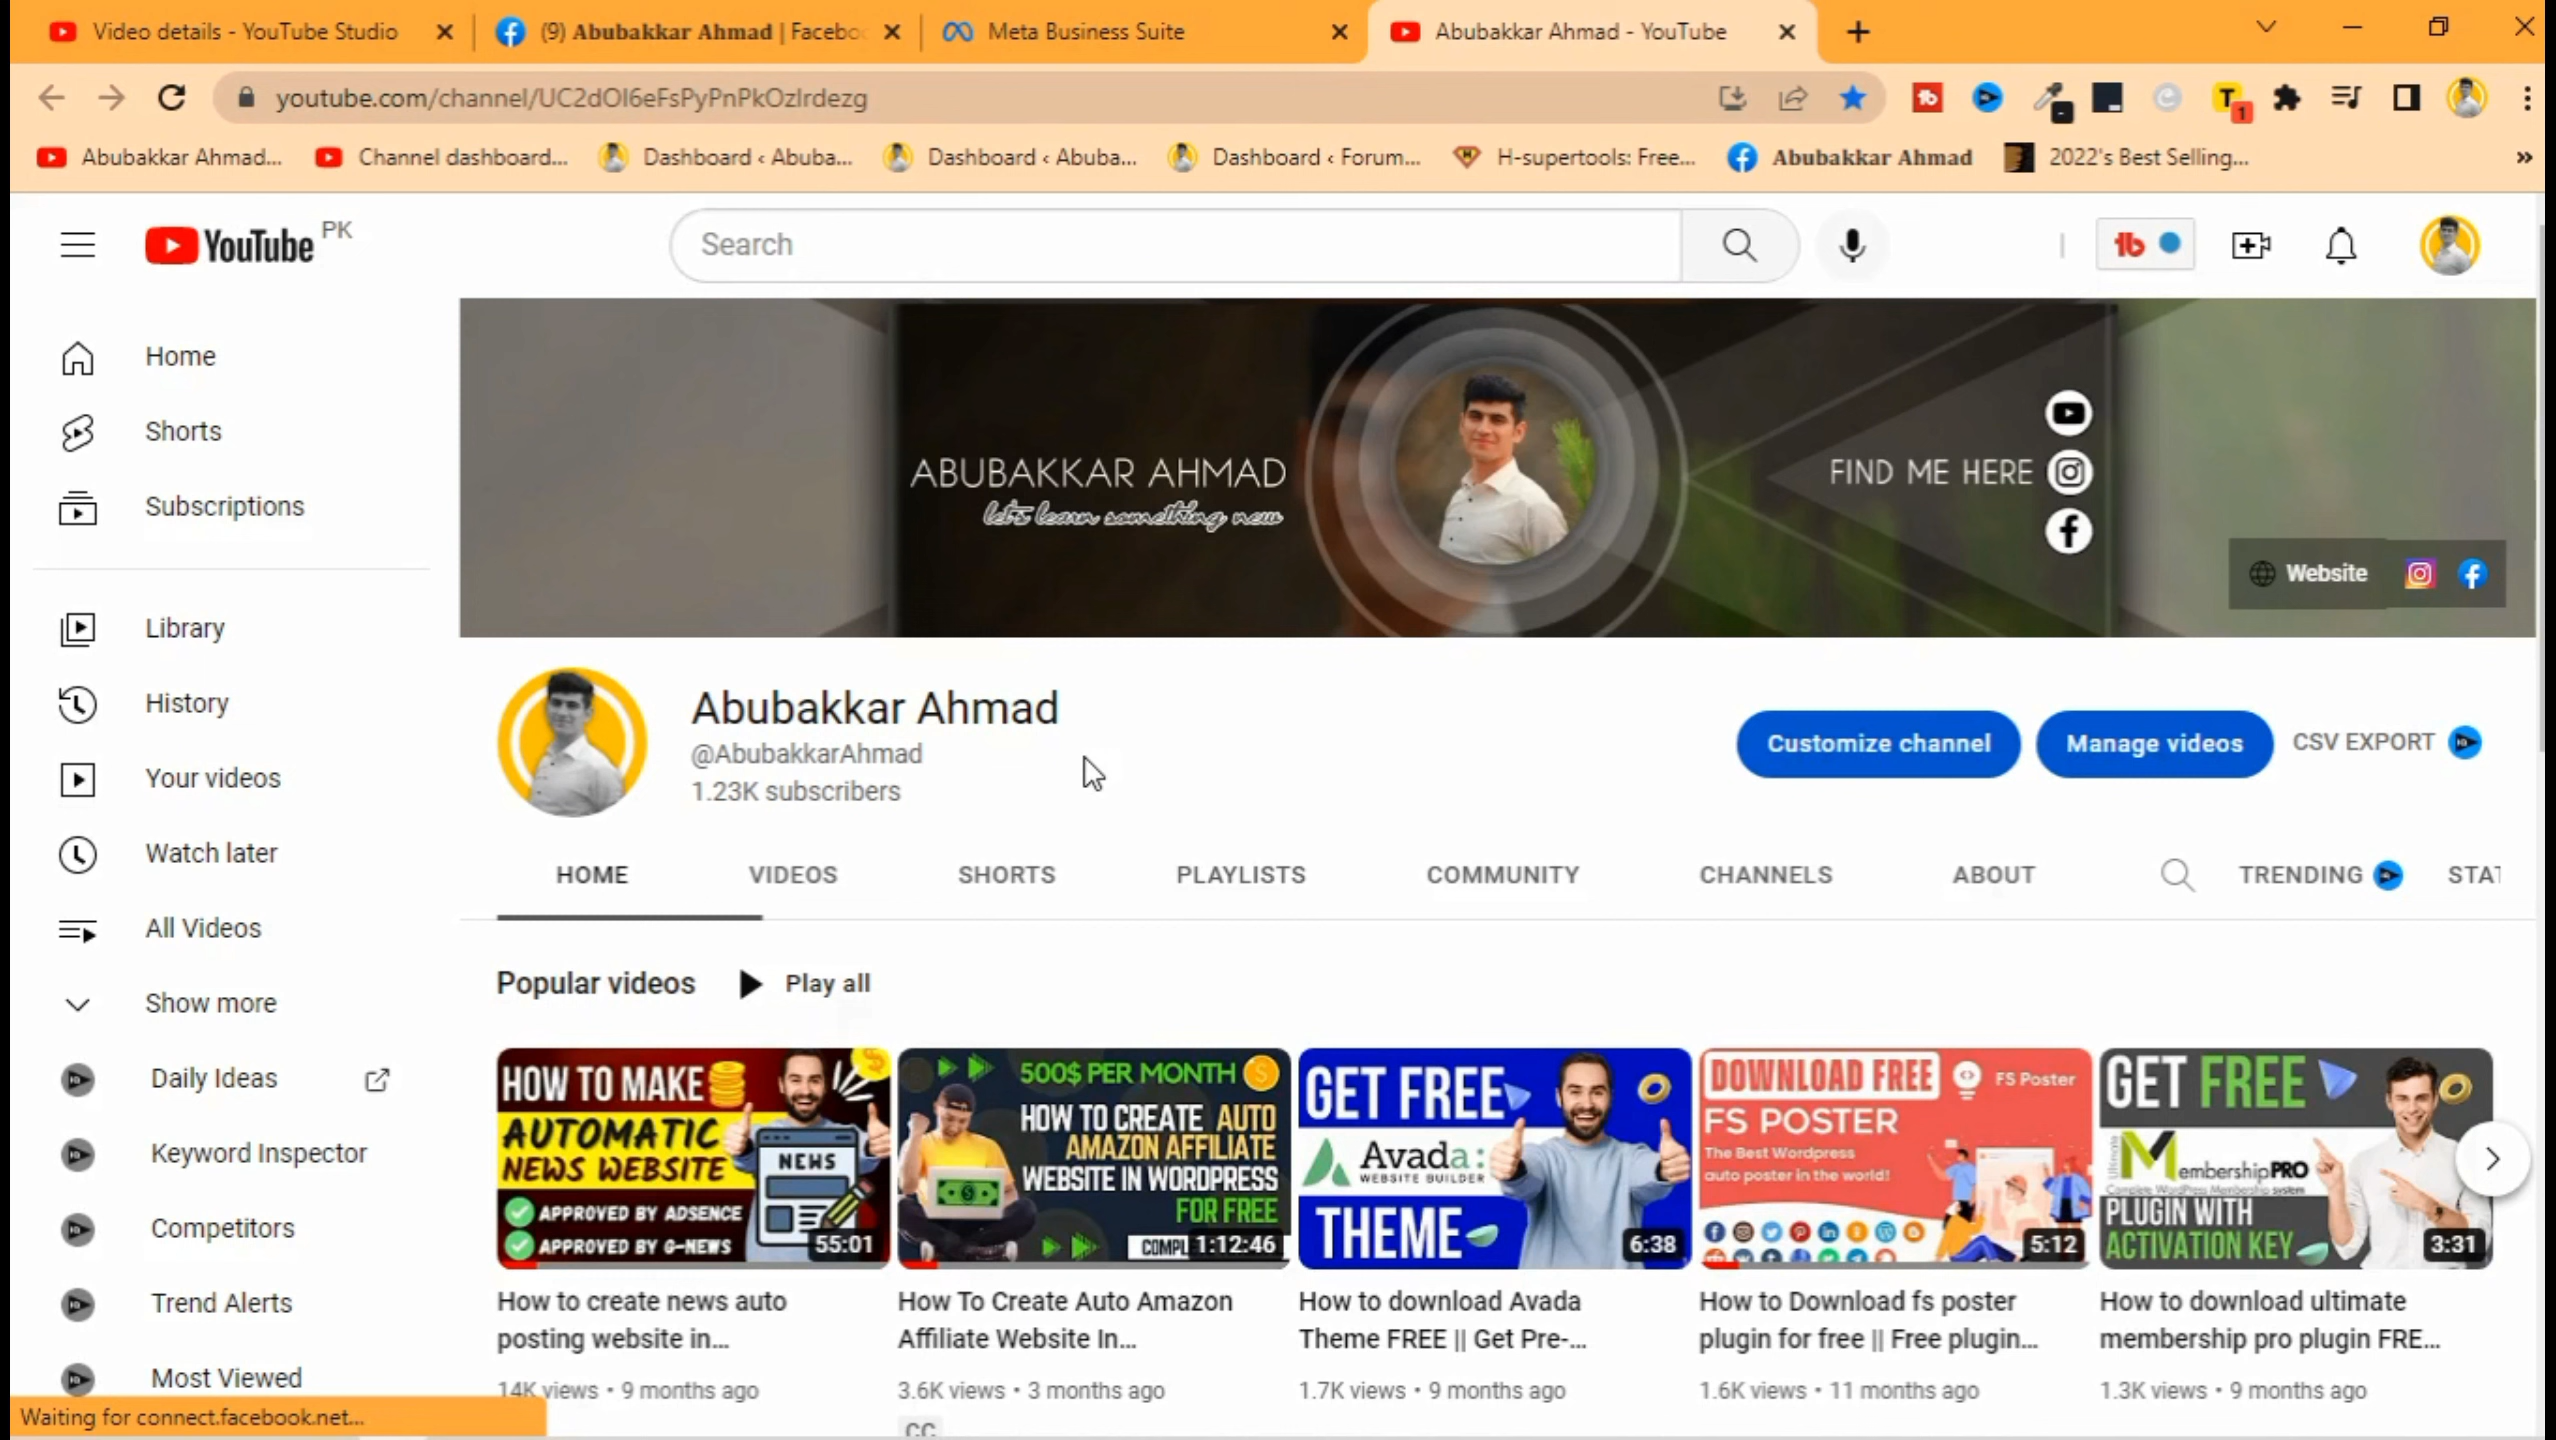 Video details - YouTube Studio
(9) Abubakkar Ahmad | Facebo
Meta Business Suite
Abubakkar Ahmad - YouTube
youtube.com/channel/UC2dOl6eFsPyPnPkOzlrdezg
Abubakkar Ahmad...
Channel dashboard...
Dashboard ‹ Abuba...
Dashboard ‹ Abuba...
Dashboard ‹ Forum...
H-supertools: Free...
Abubakkar Ahmad
2022's Best Selling...
YouTube PK
Search
Home
Shorts
Subscriptions
Library
History
Your videos
Watch later
All Videos
Show more
Daily Ideas
Keyword Inspector
Competitors
Trend Alerts
Most Viewed
Waiting for connect.facebook.net...
ABUBAKKAR AHMAD
let's learn something new
FIND ME HERE
Website
Abubakkar Ahmad
@AbubakkarAhmad
1.23K subscribers
Customize channel
Manage videos
CSV EXPORT
HOME
VIDEOS
SHORTS
PLAYLISTS
COMMUNITY
CHANNELS
ABOUT
TRENDING
STAT
Popular videos
Play all
HOW TO MAKE
AUTOMATIC
NEWS WEBSITE
APPROVED BY ADSENCE
APPROVED BY G-NEWS
NEWS
55:01
How to create news auto
posting website in...
14K views • 9 months ago
500$ PER MONTH
HOW TO CREATE AUTO
AMAZON AFFILIATE
WEBSITE IN WORDPRESS
FOR FREE
COMPL
1:12:46
How To Create Auto Amazon
Affiliate Website In...
3.6K views • 3 months ago
CC
GET FREE
Avada:
WEBSITE BUILDER
THEME
6:38
How to download Avada
Theme FREE || Get Pre-...
1.7K views • 9 months ago
DOWNLOAD FREE
FS Poster
FS POSTER
The Best Wordpress
auto poster in the world!
5:12
How to Download fs poster
plugin for free || Free plugin...
1.6K views • 11 months ago
GET FREE
Ultimate
MembershipPRO
Complete WordPress Membership system
PLUGIN WITH
ACTIVATION KEY
3:31
How to download ultimate
membership pro plugin FRE...
1.3K views • 9 months ago